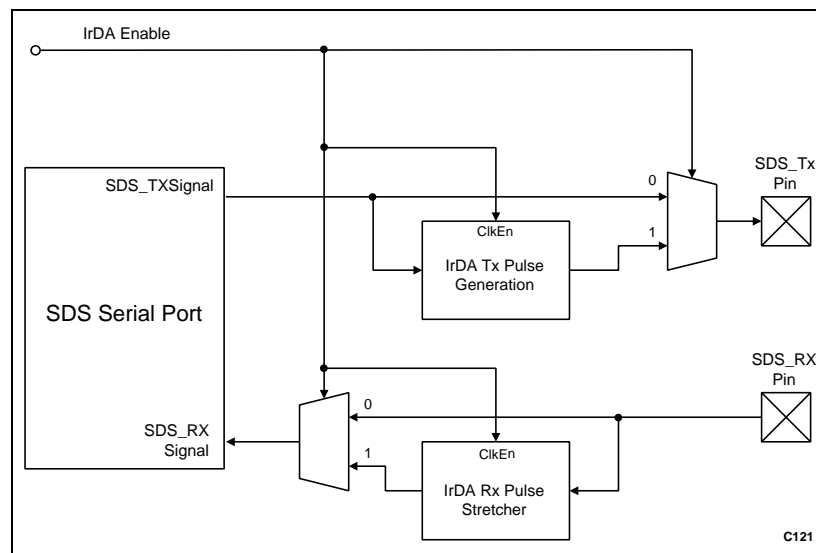 IrDA Enable
SDS_TXSignal
0
SDS_Tx
Pin
ClkEn
1
IrDA Tx Pulse
Generation
SDS Serial Port
SDS_RX
Pin
0
SDS_RX
Signal
1
ClkEn
IrDA Rx Pulse
Stretcher
C121